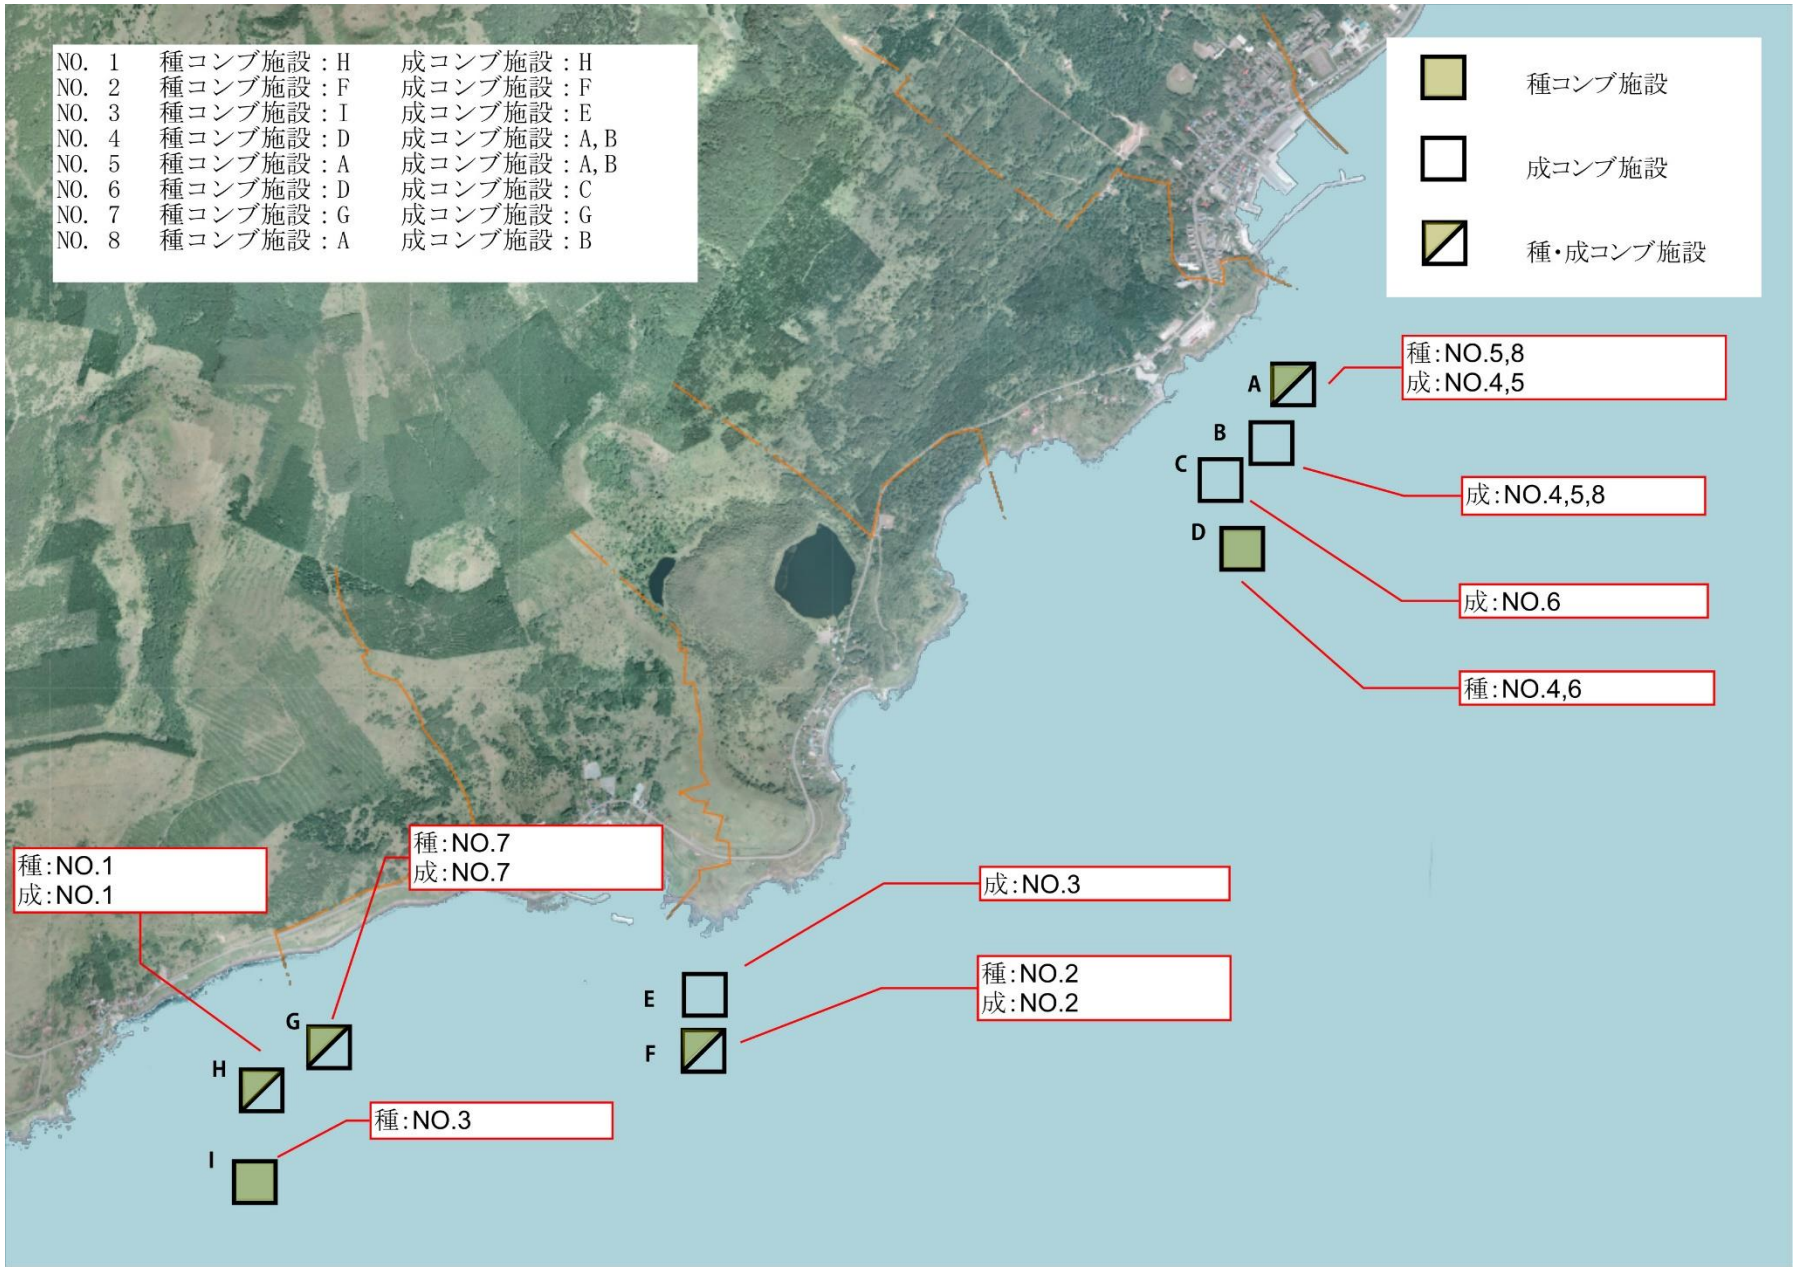 NO. 1 種コンブ施設：H 成コンブ施設：H
NO. 2 種コンブ施設：F 成コンブ施設：F
NO. 3 種コンブ施設：I 成コンブ施設：E
NO. 4 種コンブ施設：D 成コンブ施設：A,B
NO. 5 種コンブ施設：A 成コンブ施設：A,B
NO. 6 種コンブ施設：D 成コンブ施設：C
NO. 7 種コンブ施設：G 成コンブ施設：G
NO. 8 種コンブ施設：A 成コンブ施設：B
種コンブ施設
成コンブ施設
種・成コンブ施設
種:NO.5,8
成:NO.4,5
A
B
C
成:NO.4,5,8
D
成:NO.6
種:NO.4,6
種:NO.7
成:NO.7
種:NO.1
成:NO.1
成:NO.3
種:NO.2
成:NO.2
E
G
F
H
種:NO.3
I